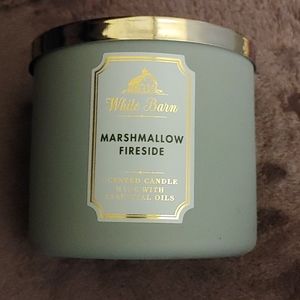 White Barn
MARSHMALLOW
FIRESIDE
SCENTED CANDLE
MADE WITH
ESSENTIAL OILS